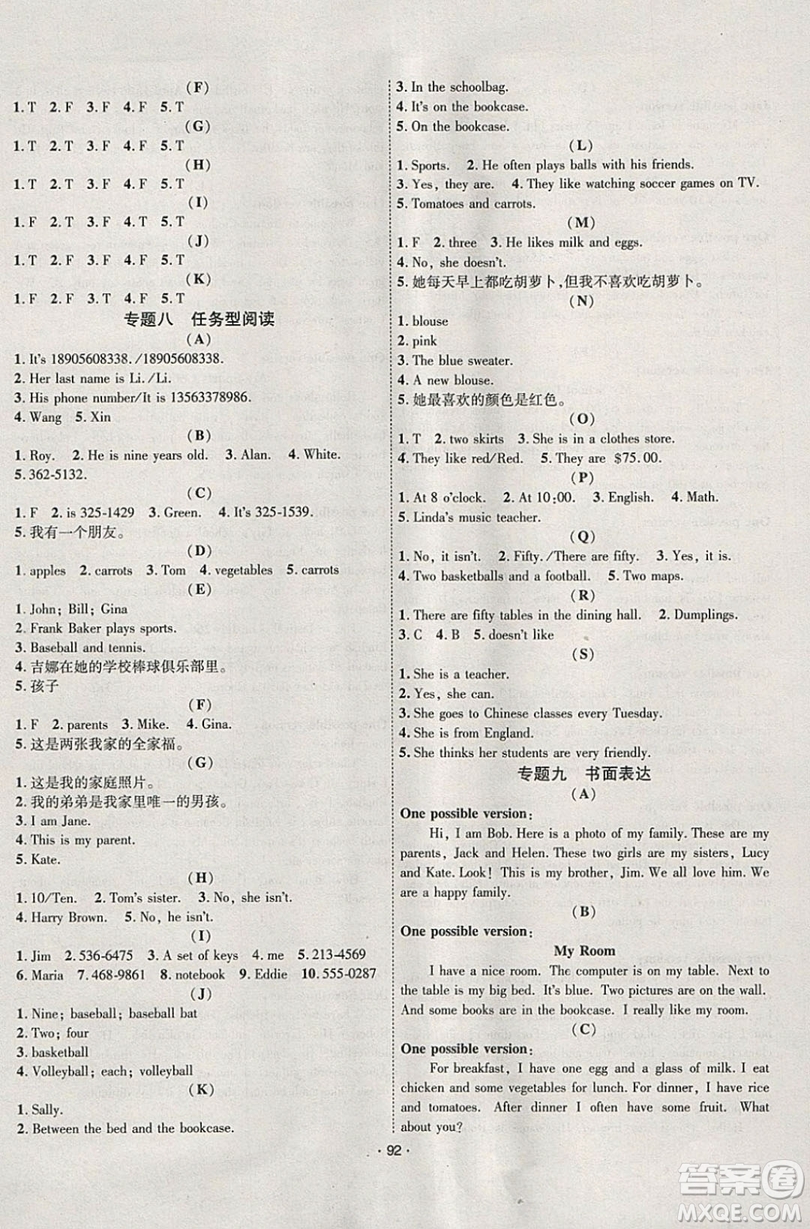 (F)
1. T 2. F 3. F 4. F 5. T
(G)
1. T 2. F 3. F 4. F 5. T
(H)
1. T 2. F 3. T 4. F 5. T
(I)
1. F 2. F 3. T 4. T 5. T
(J)
1. T 2. F 3. T 4. F 5. F
(K)
1. T 2. F 3. F 4. F 5. T
专题八 任务型阅读
(A)
1. It's 18905608338. /18905608338.
2. Her last name is Li. /Li.
3. His phone number/It is 13563378986.
4. Wang 5. Xin
(B)
1. Roy. 2. He is nine years old. 3. Alan. 4. White.
5. 362-5132.
(C)
1. F 2. is 325-1429 3. Green. 4. It's 325-1539.
5. 我有一个朋友。
(D)
1. apples 2. carrots 3. Tom 4. vegetables 5. carrots
(E)
1. John; Bill; Gina
2. Frank Baker plays sports.
3. Baseball and tennis.
4. 吉娜在她的学校棒球俱乐部里。
5. 孩子
(F)
1. F 2. parents 3. Mike. 4. Gina.
5. 这是两张我家的全家福。
(G)
1. 这是我的家庭照片。
2. 我的弟弟是我家里唯一的男孩。
3. I am Jane.
4. This is my parent.
5. Kate.
(H)
1. 10/Ten. 2. Tom's sister. 3. No, she isn't.
4. Harry Brown. 5. No, he isn't.
(I)
1. Jim 2. 536-6475 3. A set of keys 4. me 5. 213-4569
6. Maria 7. 468-9861 8. notebook 9. Eddie 10. 555-0287
(J)
1. Nine; baseball; baseball bat
2. Two; four
3. basketball
4. Volleyball; each; volleyball
(K)
1. Sally.
2. Between the bed and the bookcase.
3. In the schoolbag.
4. It's on the bookcase.
5. On the bookcase.
(L)
1. Sports. 2. He often plays balls with his friends.
3. Yes, they are. 4. They like watching soccer games on TV.
5. Tomatoes and carrots.
(M)
1. F 2. three 3. He likes milk and eggs.
4. No, she doesn't.
5. 她每天早上都吃胡萝卜,但我不喜欢吃胡萝卜。
(N)
1. blouse
2. pink
3. The blue sweater.
4. A new blouse.
5. 她最喜欢的颜色是红色。
(O)
1. T 2. two skirts 3. She is in a clothes store.
4. They like red/Red. 5. They are $75.00.
(P)
1. At 8 o'clock. 2. At 10:00. 3. English. 4. Math.
5. Linda's music teacher.
(Q)
1. No, it isn't. 2. Fifty. /There are fifty. 3. Yes, it is.
4. Two basketballs and a football. 5. Two maps.
(R)
1. There are fifty tables in the dining hall. 2. Dumplings.
3. C 4. B 5. doesn't like
(S)
1. She is a teacher.
2. Yes, she can.
3. She goes to Chinese classes every Tuesday.
4. She is from England.
5. She thinks her students are very friendly.
专题九 书面表达
(A)
One possible version:
Hi, I am Bob. Here is a photo of my family. These are my
parents, Jack and Helen. These two girls are my sisters, Lucy
and Kate. Look! This is my brother, Jim. We all love him. We
are a happy family.
(B)
One possible version:
My Room
I have a nice room. The computer is on my table. Next to
the table is my big bed. It's blue. Two pictures are on the wall.
And some books are in the bookcase. I really like my room.
(C)
One possible version:
For breakfast, I have one egg and a glass of milk. I eat
chicken and some vegetables for lunch. For dinner, I have rice
and tomatoes. After dinner I often have some fruit. What
about you?
· 92 ·
答案圈
MXQE.COM